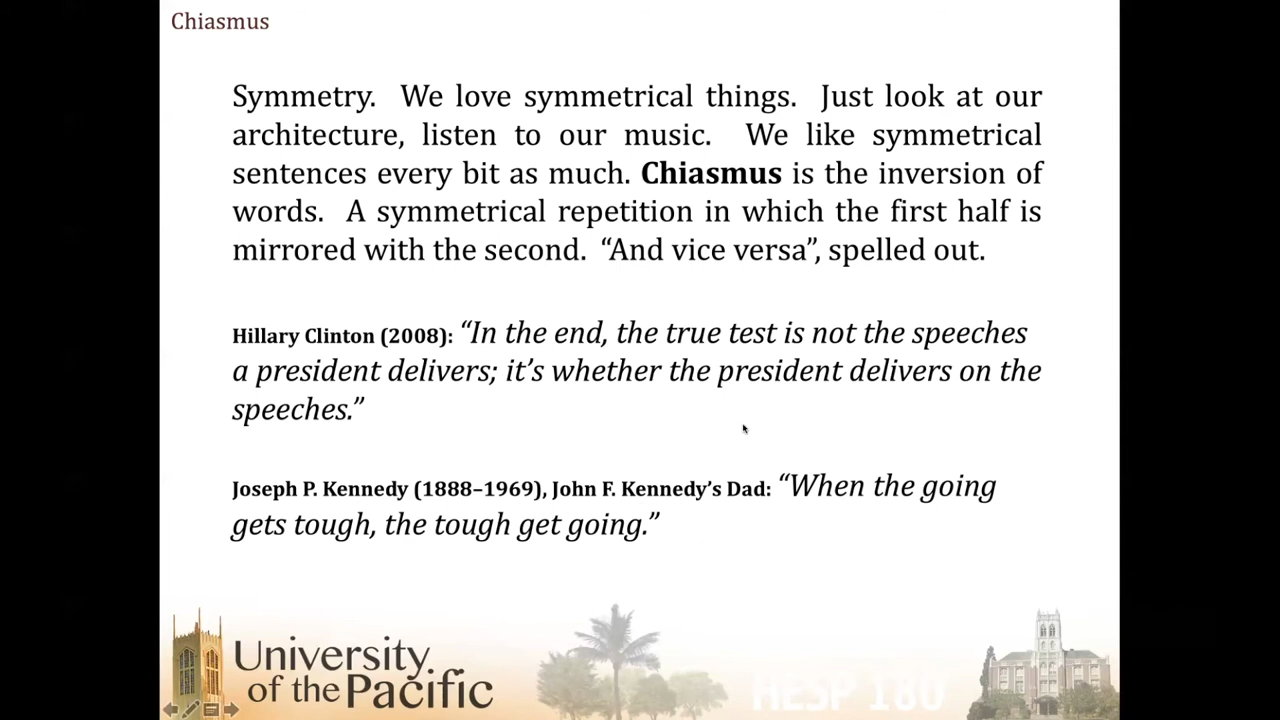 Chiasmus
Symmetry. We love symmetrical things. Just look at our
architecture, listen to our music. We like symmetrical
sentences every bit as much. Chiasmus is the inversion of
words. A symmetrical repetition in which the first half is
mirrored with the second. “And vice versa”, spelled out.
Hillary Clinton (2008): “In the end, the true test is not the speeches
a president delivers; it’s whether the president delivers on the
speeches.”
Joseph P. Kennedy (1888–1969), John F. Kennedy’s Dad: “When the going
gets tough, the tough get going.”
University
of the Pacific
HESP 100